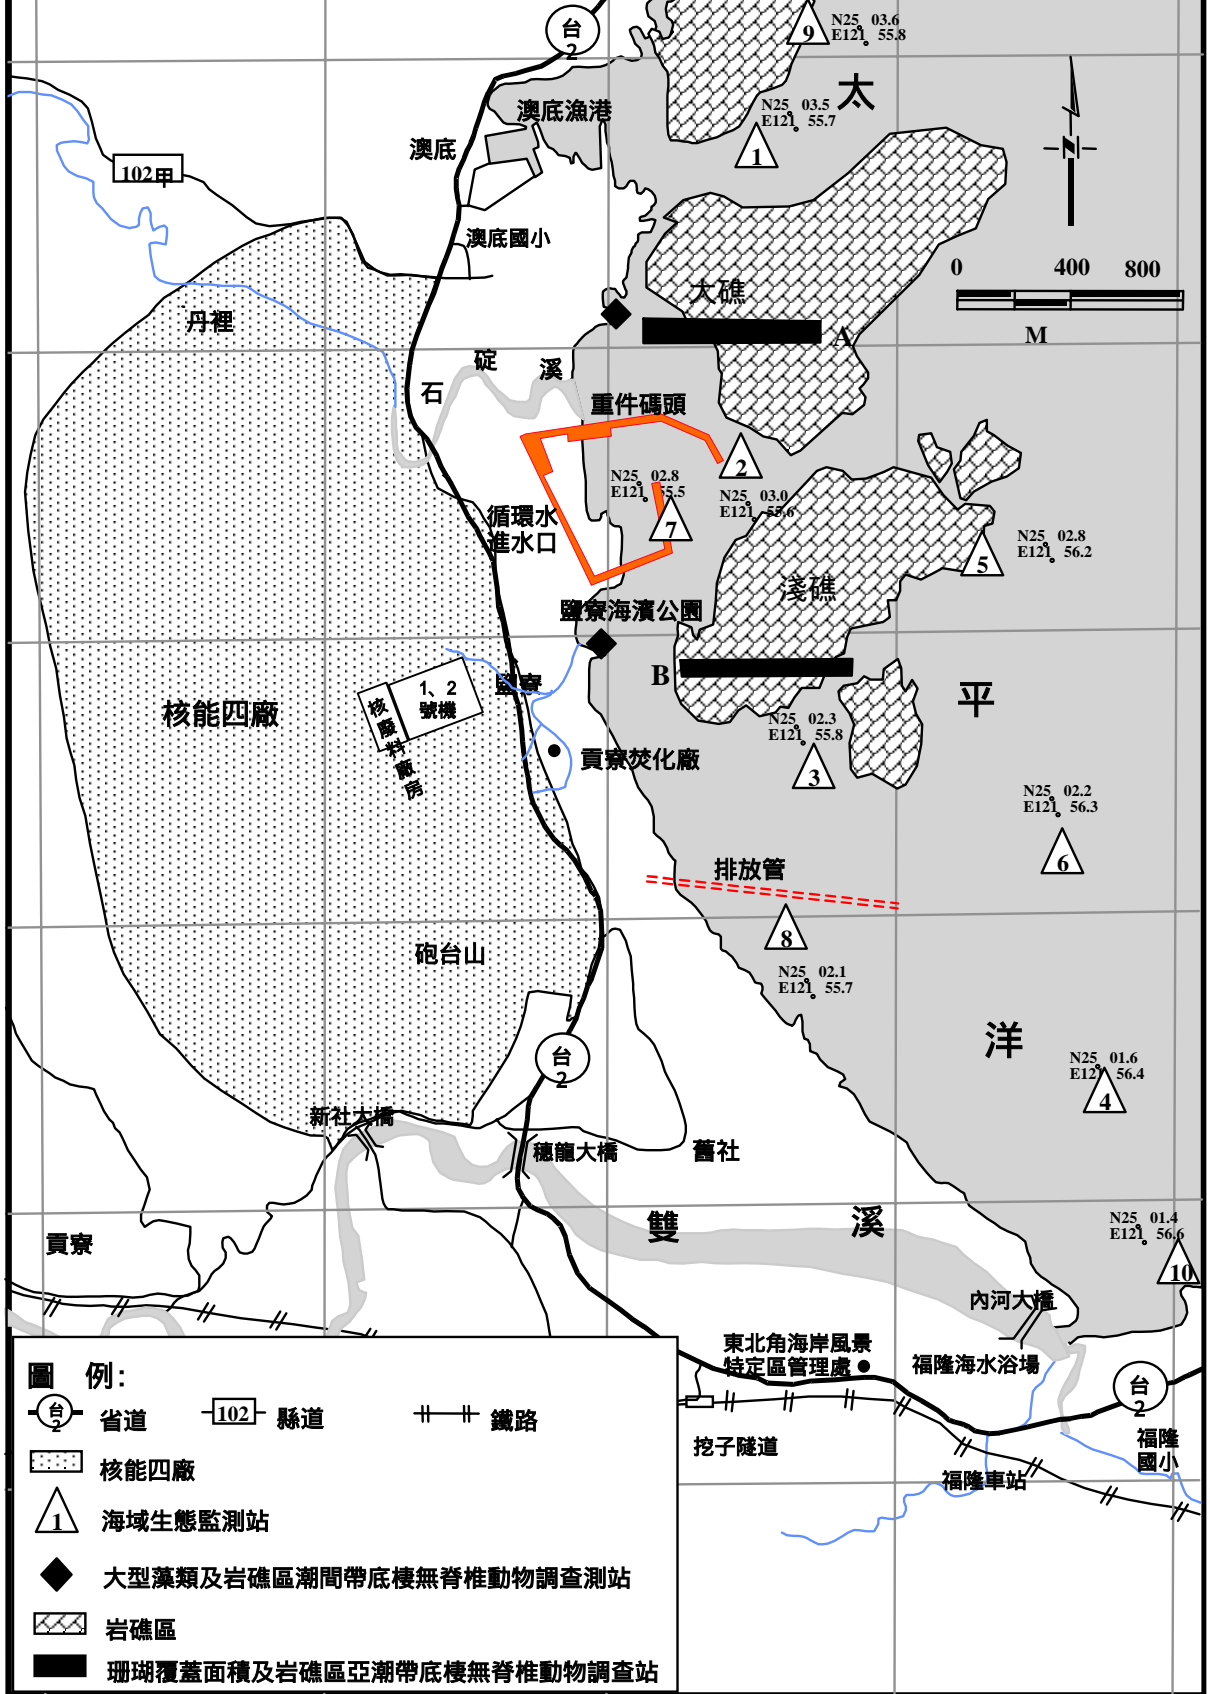 台
2
9
N25 03.6
E121 55.8
太
澳底漁港
N25 03.5
E121 55.7
澳底
1
102甲
澳底國小
0 400 800
M
丹裡
大礁
A
石 碇 溪
重件碼頭
2
N25 02.8
E121 55.5
N25 03.0
E121 55.6
7
循環水
進水口
N25 02.8
E121 56.2
5
淺礁
鹽寮海濱公園
B
鹽寮
平
1、2
號機
核廢料廠房
核能四廠
N25 02.3
E121 55.8
3
貢寮焚化廠
N25 02.2
E121 56.3
6
排放管
8
砲台山
N25 02.1
E121 55.7
洋
台
2
N25 01.6
E121 56.4
4
新社大橋
穗龍大橋
舊社
雙 溪
N25 01.4
E121 56.6
10
貢寮
內河大橋
東北角海岸風景
特定區管理處
福隆海水浴場
台
2
挖子隧道
福隆車站
福隆
國小
圖 例:
台
2
省道
102
縣道
鐵路
核能四廠
1
海域生態監測站
大型藻類及岩礁區潮間帶底棲無脊椎動物調查測站
岩礁區
珊瑚覆蓋面積及岩礁區亞潮帶底棲無脊椎動物調查站
N